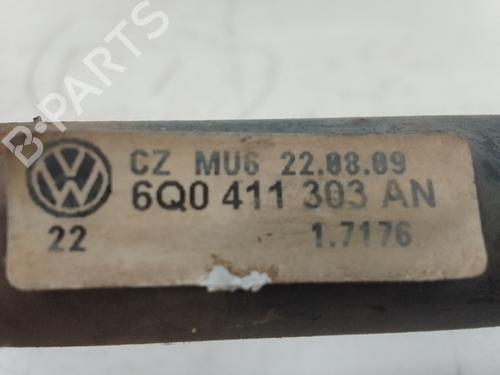 CZ MU6 22.08.09
6Q0 411 303 AN
22 1.7176
B-PARTS